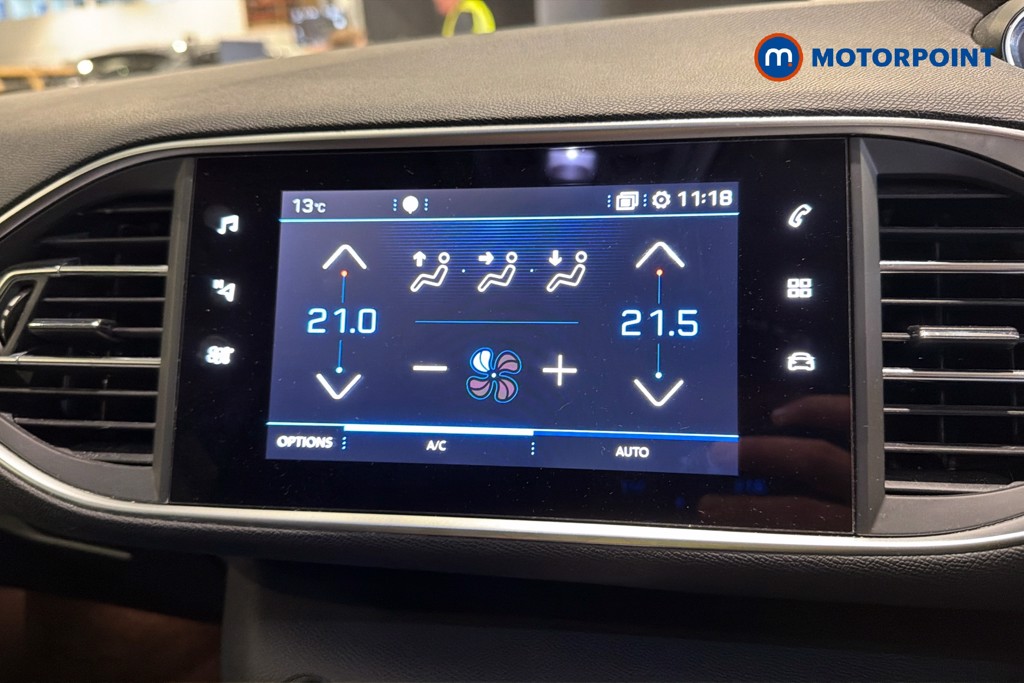 m MOTORPOINT
13°C 11:18
21.0 21.5
OPTIONS A/C AUTO